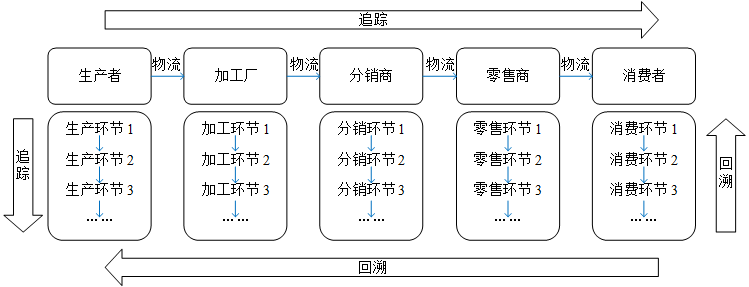 追踪
生产者 物流 加工厂 物流 分销商 物流 零售商 物流 消费者
追踪
生产环节 1
生产环节 2
生产环节 3
... ...
加工环节 1
加工环节 2
加工环节 3
... ...
分销环节 1
分销环节 2
分销环节 3
... ...
零售环节 1
零售环节 2
零售环节 3
... ...
消费环节 1
消费环节 2
消费环节 3
... ...
回溯
回溯